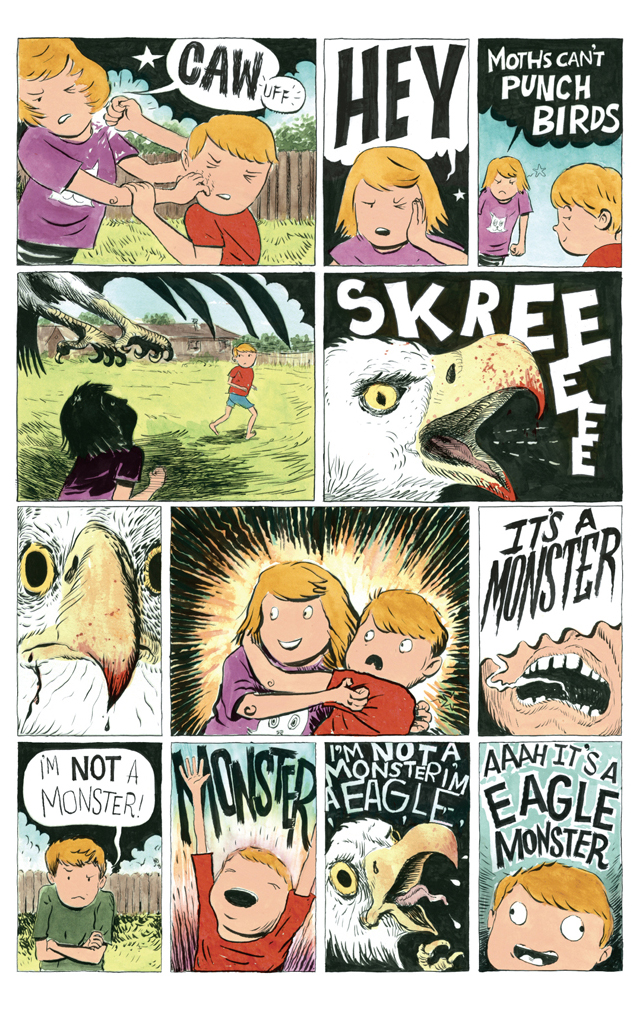 CAW
UFF
HEY
MOTHS CAN'T
PUNCH
BIRDS
SKREEEEE
IT'S A
MONSTER
I'M NOT A
MONSTER!
MONSTER
I'M NOT A
MONSTER I'M
A EAGLE
AAAH IT'S A
EAGLE
MONSTER